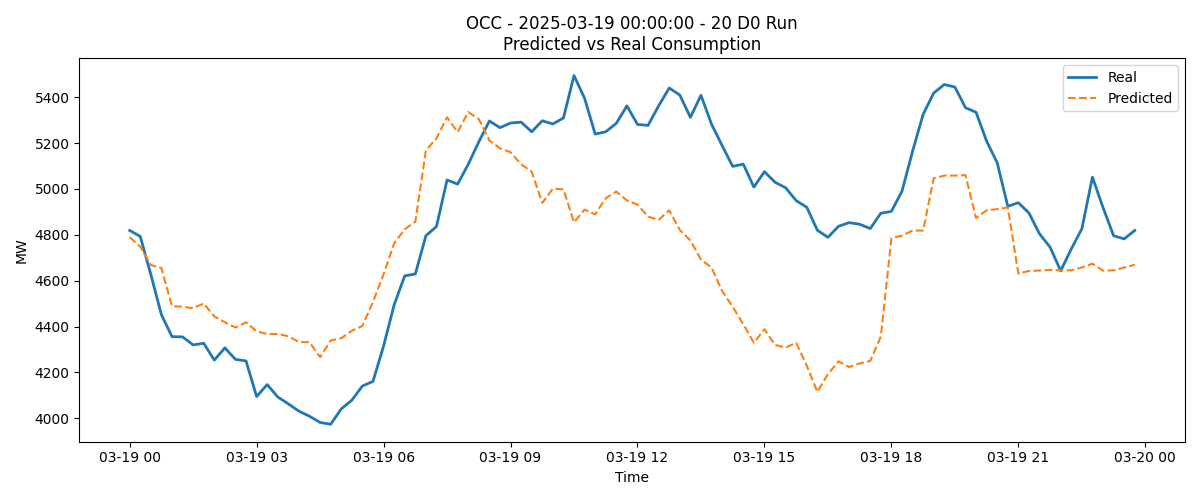 OCC - 2025-03-19 00:00:00 - 20 D0 Run
Predicted vs Real Consumption
Real
Predicted
MW
5400
5200
5000
4800
4600
4400
4200
4000
03-19 00
03-19 03
03-19 06
03-19 09
03-19 12
03-19 15
03-19 18
03-19 21
03-20 00
Time